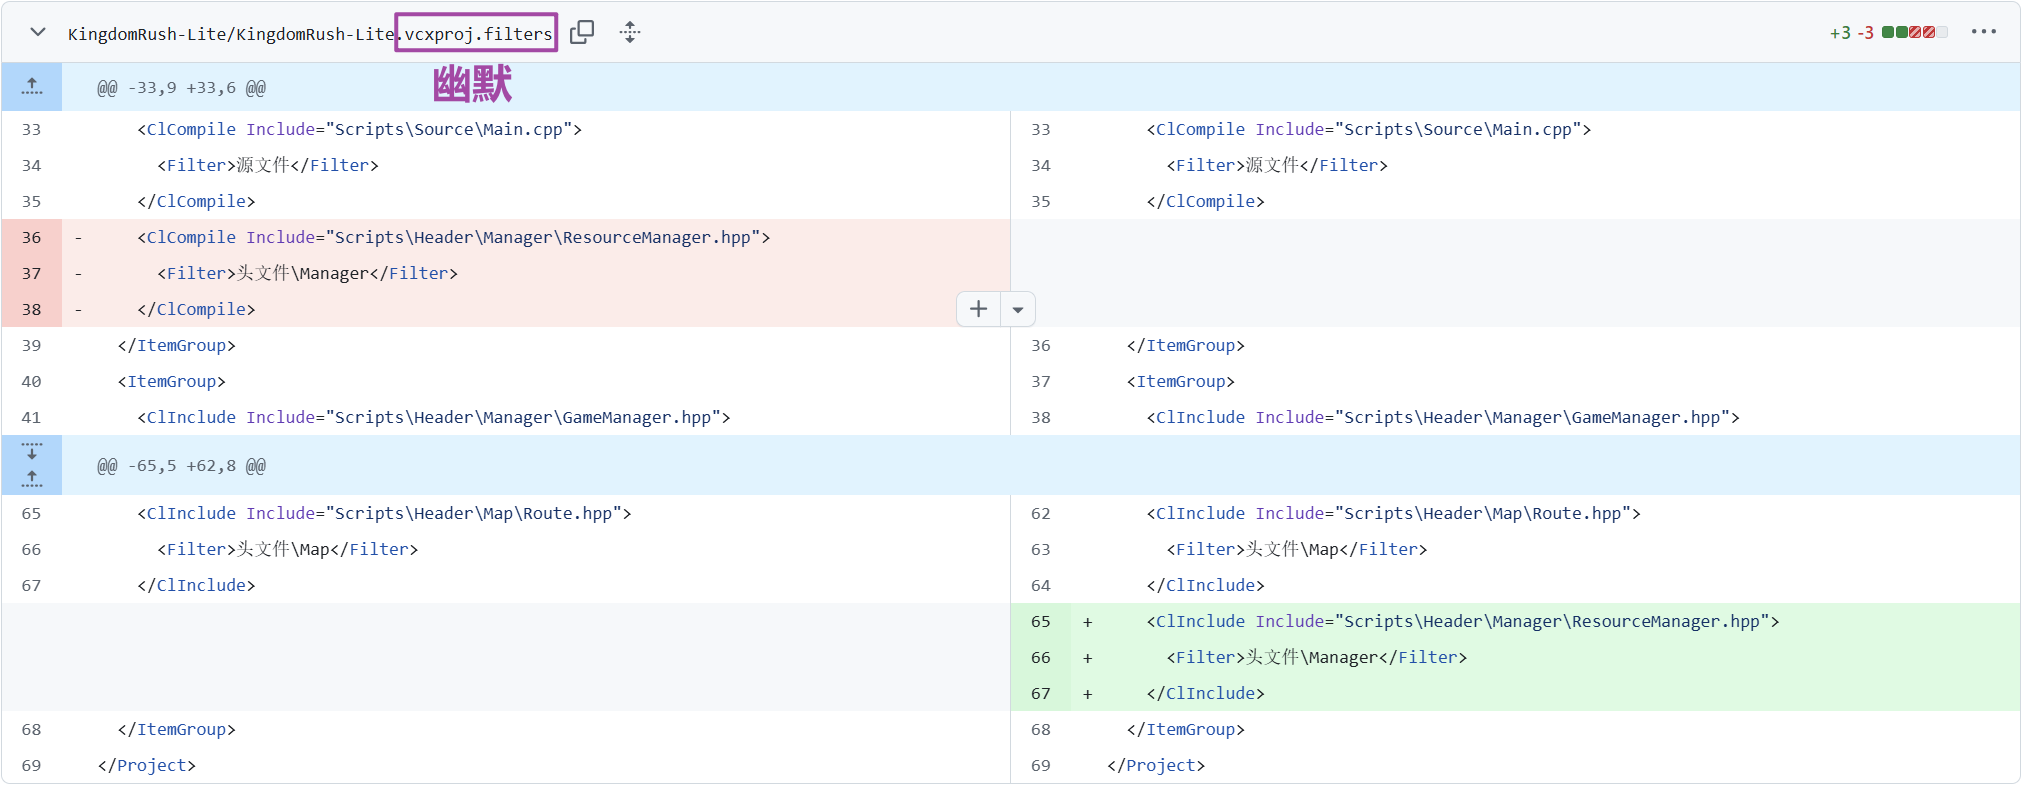 KingdomRush-Lite/KingdomRush-Lite.vcxproj.filters +3 -3
幽默
@@ -33,9 +33,6 @@
33 <ClCompile Include="Scripts\Source\Main.cpp"> 33 <ClCompile Include="Scripts\Source\Main.cpp">
34 <Filter>源文件</Filter> 34 <Filter>源文件</Filter>
35 </ClCompile> 35 </ClCompile>
36 - <ClCompile Include="Scripts\Header\Manager\ResourceManager.hpp">
37 - <Filter>头文件\Manager</Filter>
38 - </ClCompile>
39 </ItemGroup> 36 </ItemGroup>
40 <ItemGroup> 37 <ItemGroup>
41 <ClInclude Include="Scripts\Header\Manager\GameManager.hpp"> 38 <ClInclude Include="Scripts\Header\Manager\GameManager.hpp">
@@ -65,5 +62,8 @@
65 <ClInclude Include="Scripts\Header\Map\Route.hpp"> 62 <ClInclude Include="Scripts\Header\Map\Route.hpp">
66 <Filter>头文件\Map</Filter> 63 <Filter>头文件\Map</Filter>
67 </ClInclude> 64 </ClInclude>
65 + <ClInclude Include="Scripts\Header\Manager\ResourceManager.hpp">
66 + <Filter>头文件\Manager</Filter>
67 + </ClInclude>
68 </ItemGroup> 68 </ItemGroup>
69 </Project> 69 </Project>